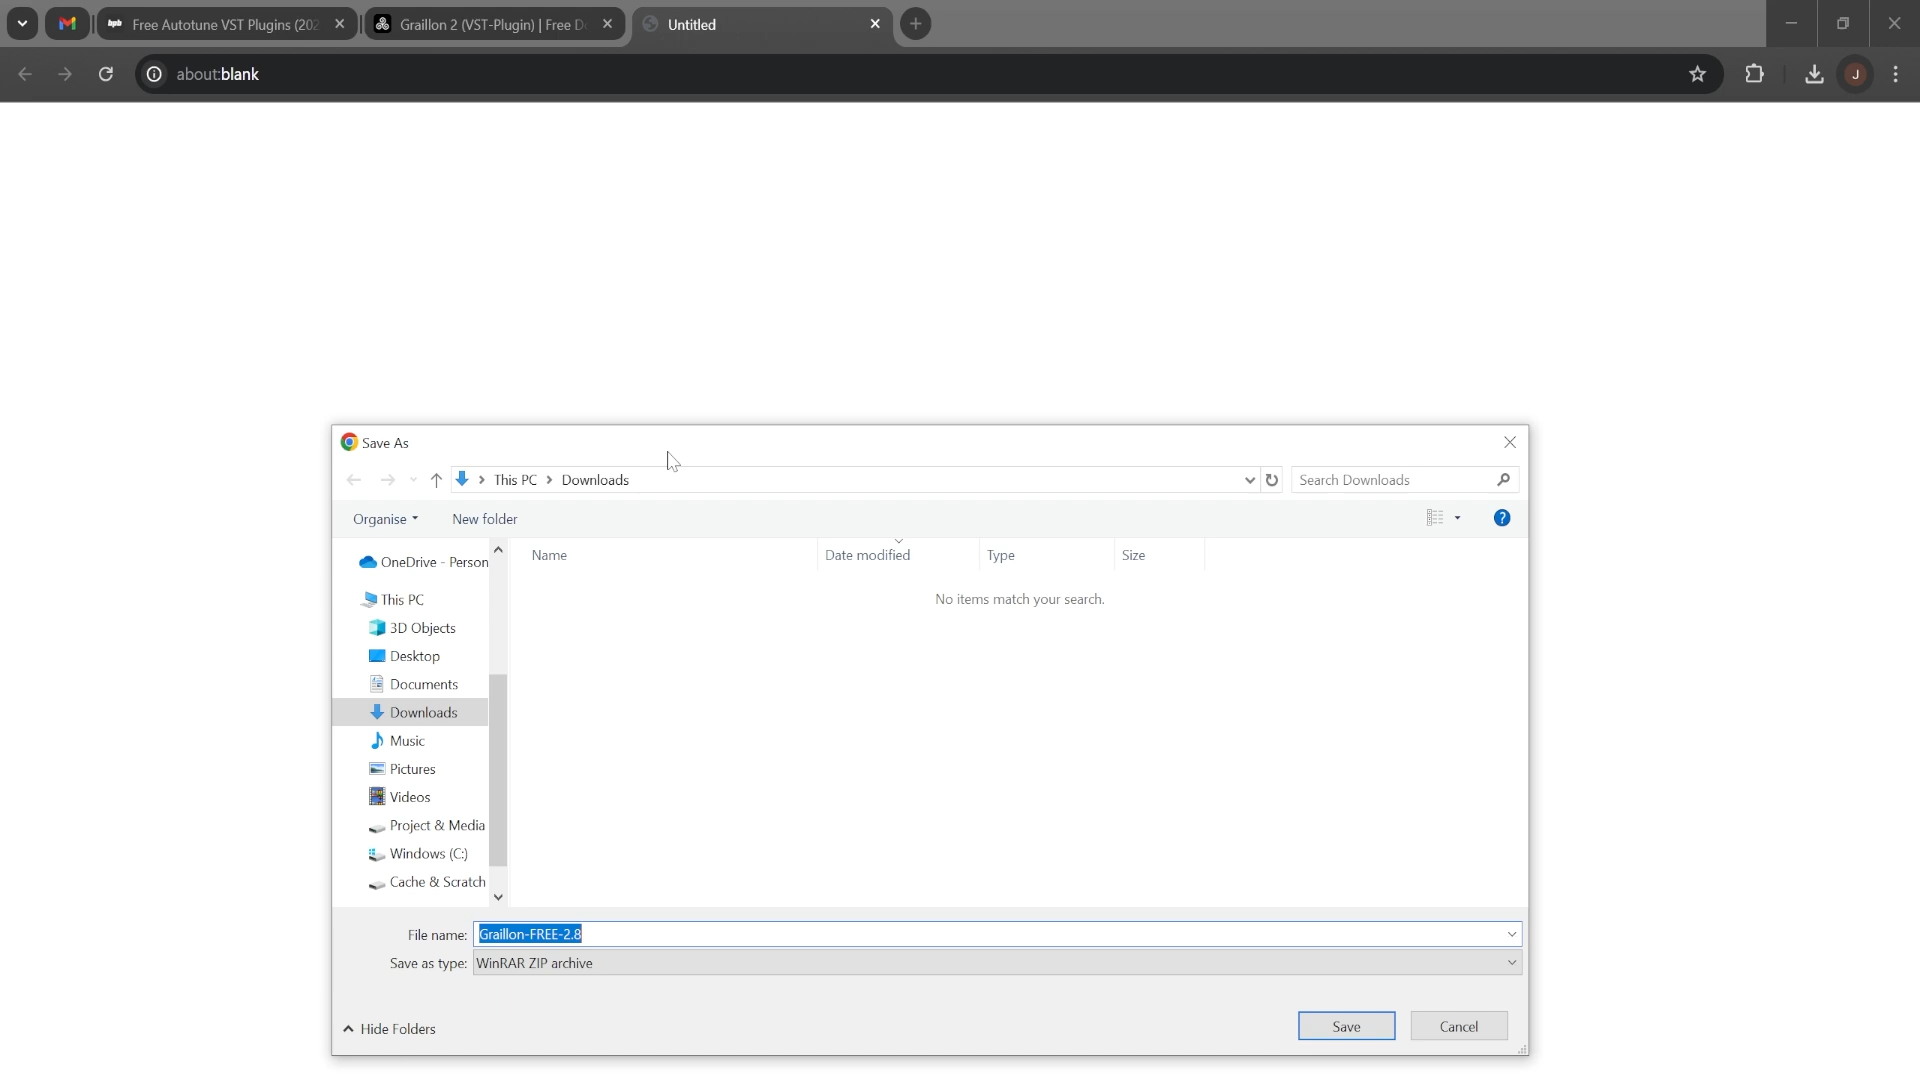 bpb Free Autotune VST Plugins (202
Graillon 2 (VST-Plugin) | Free Do
Untitled
about:blank
J
Save As
This PC > Downloads
Search Downloads
Organise
New folder
?
OneDrive - Person
This PC
3D Objects
Desktop
Documents
Downloads
Music
Pictures
Videos
Project & Media
Windows (C:)
Cache & Scratch
Name
Date modified
Type
Size
No items match your search.
File name: Graillon-FREE-2.8
Save as type: WinRAR ZIP archive
Hide Folders
Save
Cancel